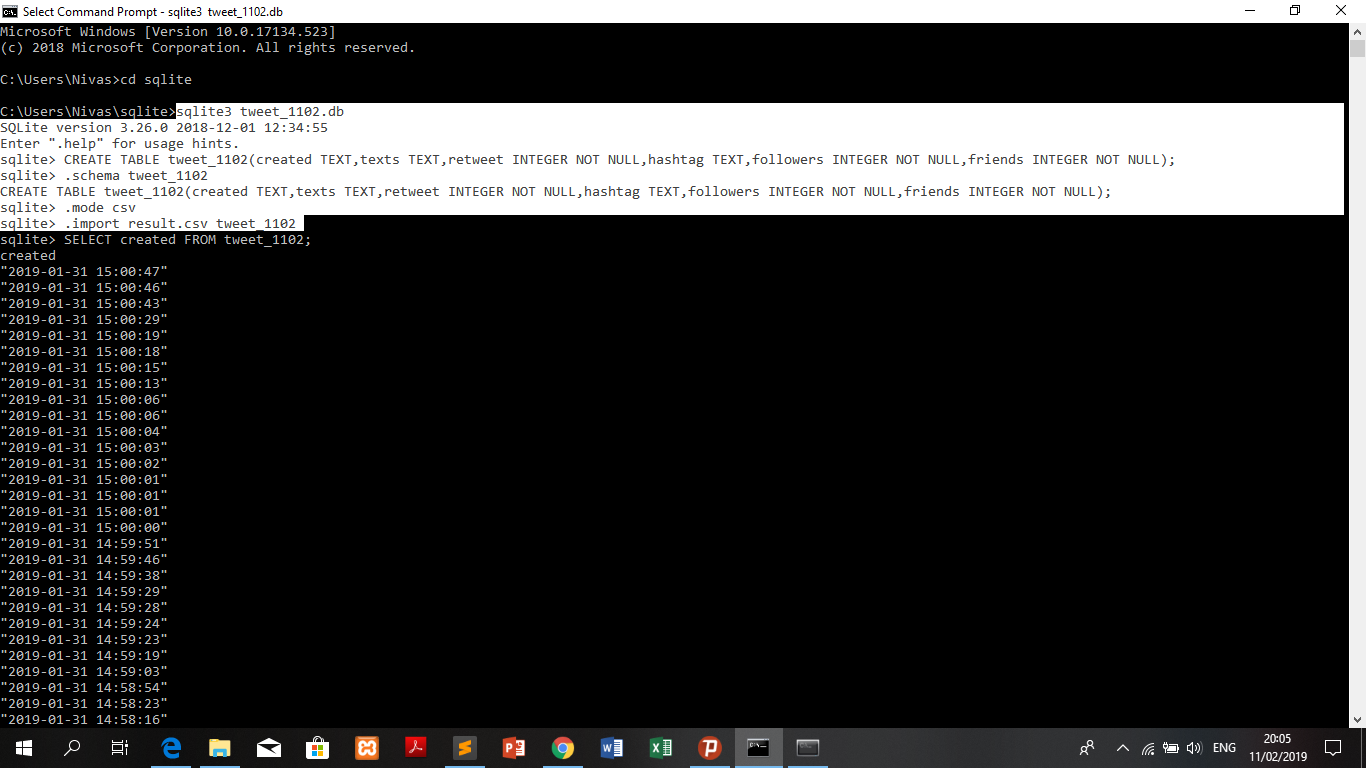 Select Command Prompt - sqlite3 tweet_1102.db
Microsoft Windows [Version 10.0.17134.523]
(c) 2018 Microsoft Corporation. All rights reserved.
C:\Users\Nivas>cd sqlite
C:\Users\Nivas\sqlite>sqlite3 tweet_1102.db
SQLite version 3.26.0 2018-12-01 12:34:55
Enter ".help" for usage hints.
sqlite> CREATE TABLE tweet_1102(created TEXT,texts TEXT,retweet INTEGER NOT NULL,hashtag TEXT,followers INTEGER NOT NULL,friends INTEGER NOT NULL);
sqlite> .schema tweet_1102
CREATE TABLE tweet_1102(created TEXT,texts TEXT,retweet INTEGER NOT NULL,hashtag TEXT,followers INTEGER NOT NULL,friends INTEGER NOT NULL);
sqlite> .mode csv
sqlite> .import result.csv tweet_1102
sqlite> SELECT created FROM tweet_1102;
created
"2019-01-31 15:00:47"
"2019-01-31 15:00:46"
"2019-01-31 15:00:43"
"2019-01-31 15:00:29"
"2019-01-31 15:00:19"
"2019-01-31 15:00:18"
"2019-01-31 15:00:15"
"2019-01-31 15:00:13"
"2019-01-31 15:00:06"
"2019-01-31 15:00:06"
"2019-01-31 15:00:04"
"2019-01-31 15:00:03"
"2019-01-31 15:00:02"
"2019-01-31 15:00:01"
"2019-01-31 15:00:01"
"2019-01-31 15:00:01"
"2019-01-31 15:00:00"
"2019-01-31 14:59:51"
"2019-01-31 14:59:46"
"2019-01-31 14:59:38"
"2019-01-31 14:59:29"
"2019-01-31 14:59:28"
"2019-01-31 14:59:24"
"2019-01-31 14:59:23"
"2019-01-31 14:59:19"
"2019-01-31 14:59:03"
"2019-01-31 14:58:54"
"2019-01-31 14:58:23"
"2019-01-31 14:58:16"
ENG
20:05
11/02/2019